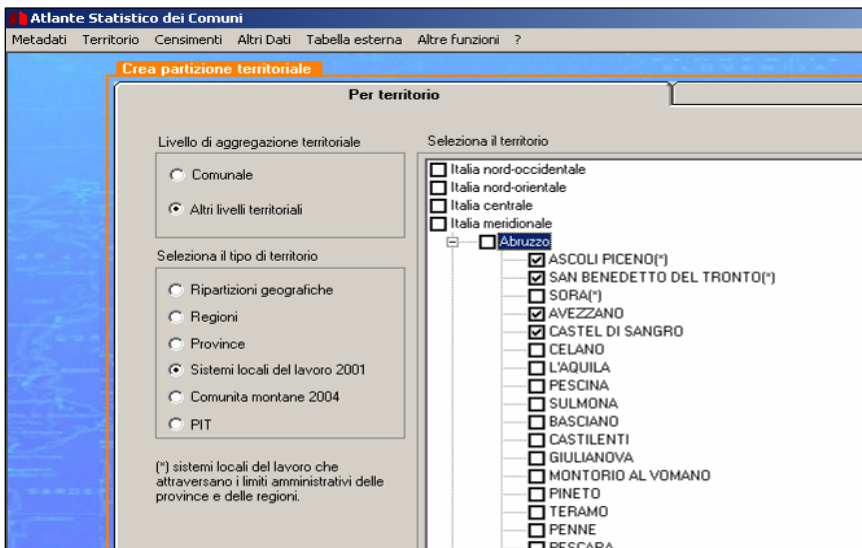 Atlante Statistico dei Comuni
Metadati Territorio Censimenti Altri Dati Tabella esterna Altre funzioni ?
Crea partizione territoriale
Per territorio
Livello di aggregazione territoriale
Comunale
Altri livelli territoriali
Seleziona il tipo di territorio
Ripartizioni geografiche
Regioni
Province
Sistemi locali del lavoro 2001
Comunita montane 2004
PIT
(*) sistemi locali del lavoro che
attraversano i limiti amministrativi delle
province e delle regioni.
Seleziona il territorio
Italia nord-occidentale
Italia nord-orientale
Italia centrale
Italia meridionale
Abruzzo
ASCOLI PICENO(*)
SAN BENEDETTO DEL TRONTO(*)
SORA(*)
AVEZZANO
CASTEL DI SANGRO
CELANO
L'AQUILA
PESCINA
SULMONA
BASCIANO
CASTILENTI
GIULIANOVA
MONTORIO AL VOMANO
PINETO
TERAMO
PENNE
PESCARA